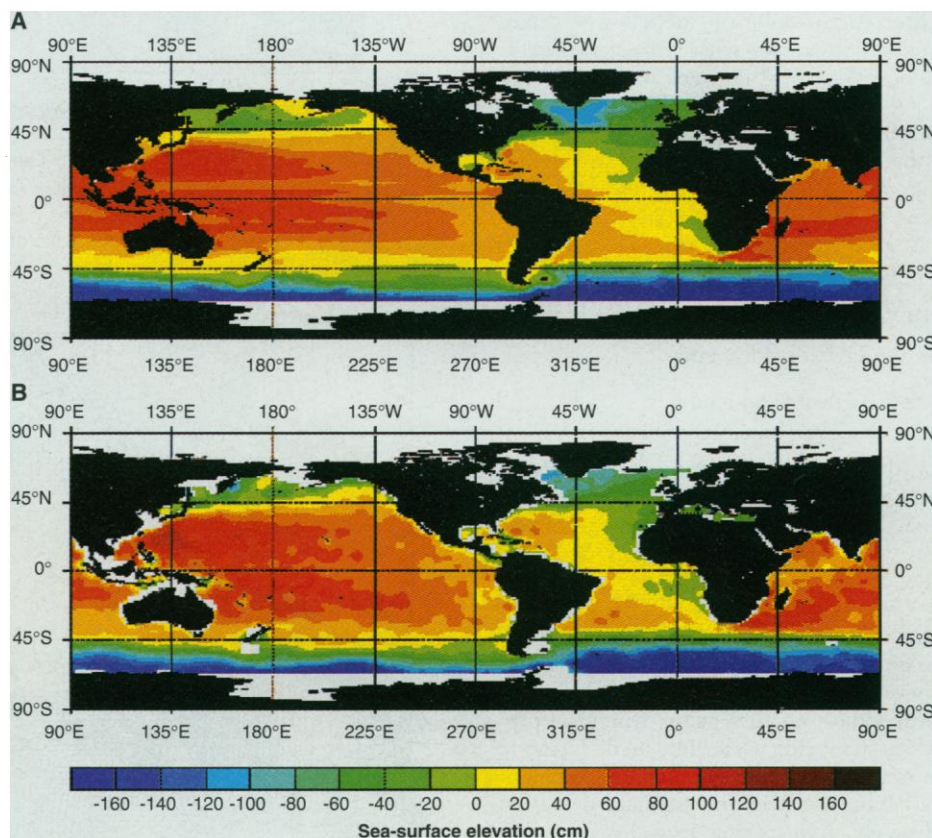 A
90°E 135°E 180° 135°W 90°W 45°W 0° 45°E 90°E
90°N 90°N
45°N 45°N
0° 0°
45°S 45°S
90°S 90°S
90°E 135°E 180° 225°E 270°E 315°E 0° 45°E 90°E
B
90°E 135°E 180° 135°W 90°W 45°W 0° 45°E 90°E
90°N 90°N
45°N 45°N
0° 0°
45°S 45°S
90°S 90°S
90°E 135°E 180° 225°E 270°E 315°E 0° 45°E 90°E
-160 -140 -120 -100 -80 -60 -40 -20 0 20 40 60 80 100 120 140 160
Sea-surface elevation (cm)